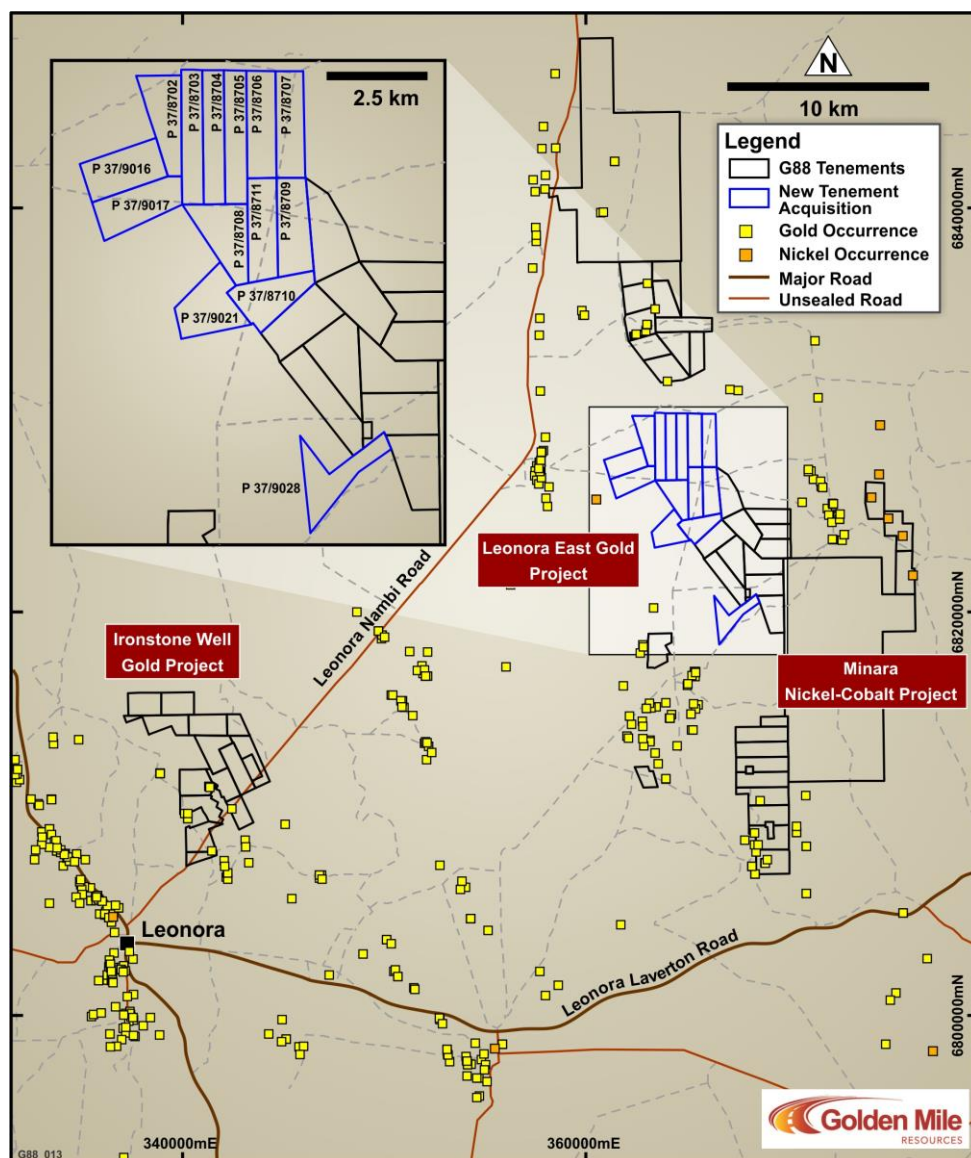 P 37/8702
P 37/8703
P 37/8704
P 37/8705
P 37/8706
P 37/8707
2.5 km
P 37/9016
P 37/9017
P 37/8708
P 37/8711
P 37/8709
P 37/8710
P 37/9021
P 37/9028
N
10 km
Legend
G88 Tenements
New Tenement
Acquisition
Gold Occurrence
Nickel Occurrence
Major Road
Unsealed Road
6840000mN
Leonora East Gold
Project
Leonora Nambi Road
6820000mN
Ironstone Well
Gold Project
Minara
Nickel-Cobalt Project
Leonora
Leonora Laverton Road
6800000mN
340000mE
360000mE
G88_013
Golden Mile
RESOURCES